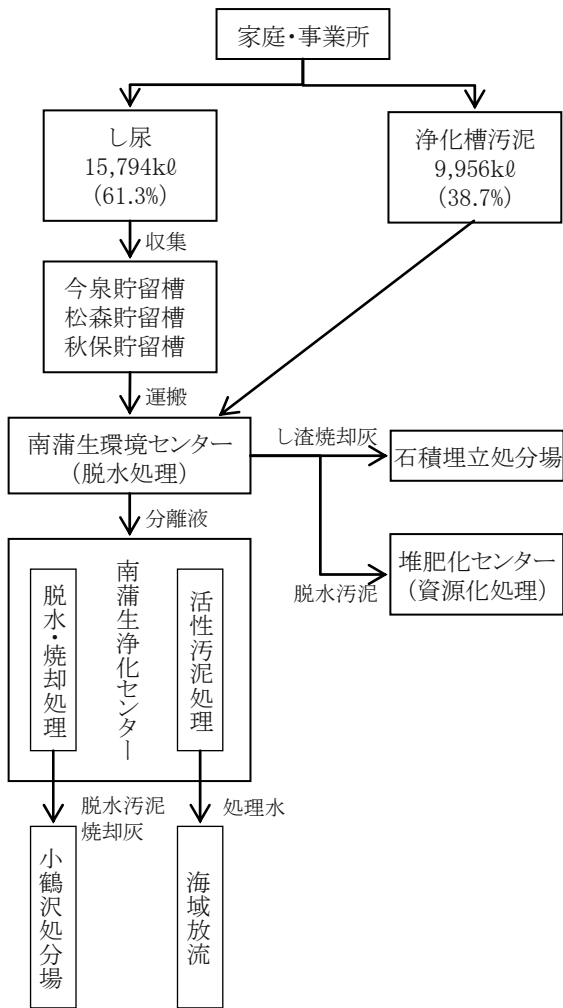 家庭・事業所
し尿
15,794kℓ
(61.3%)
浄化槽汚泥
9,956kℓ
(38.7%)
収集
今泉貯留槽
松森貯留槽
秋保貯留槽
運搬
南蒲生環境センター
(脱水処理)
し渣焼却灰
石積埋立処分場
脱水汚泥
堆肥化センター
(資源化処理)
分離液
南蒲生浄化センター
脱水・焼却処理
活性汚泥処理
脱水汚泥
焼却灰
処理水
小鶴沢処分場
海域放流